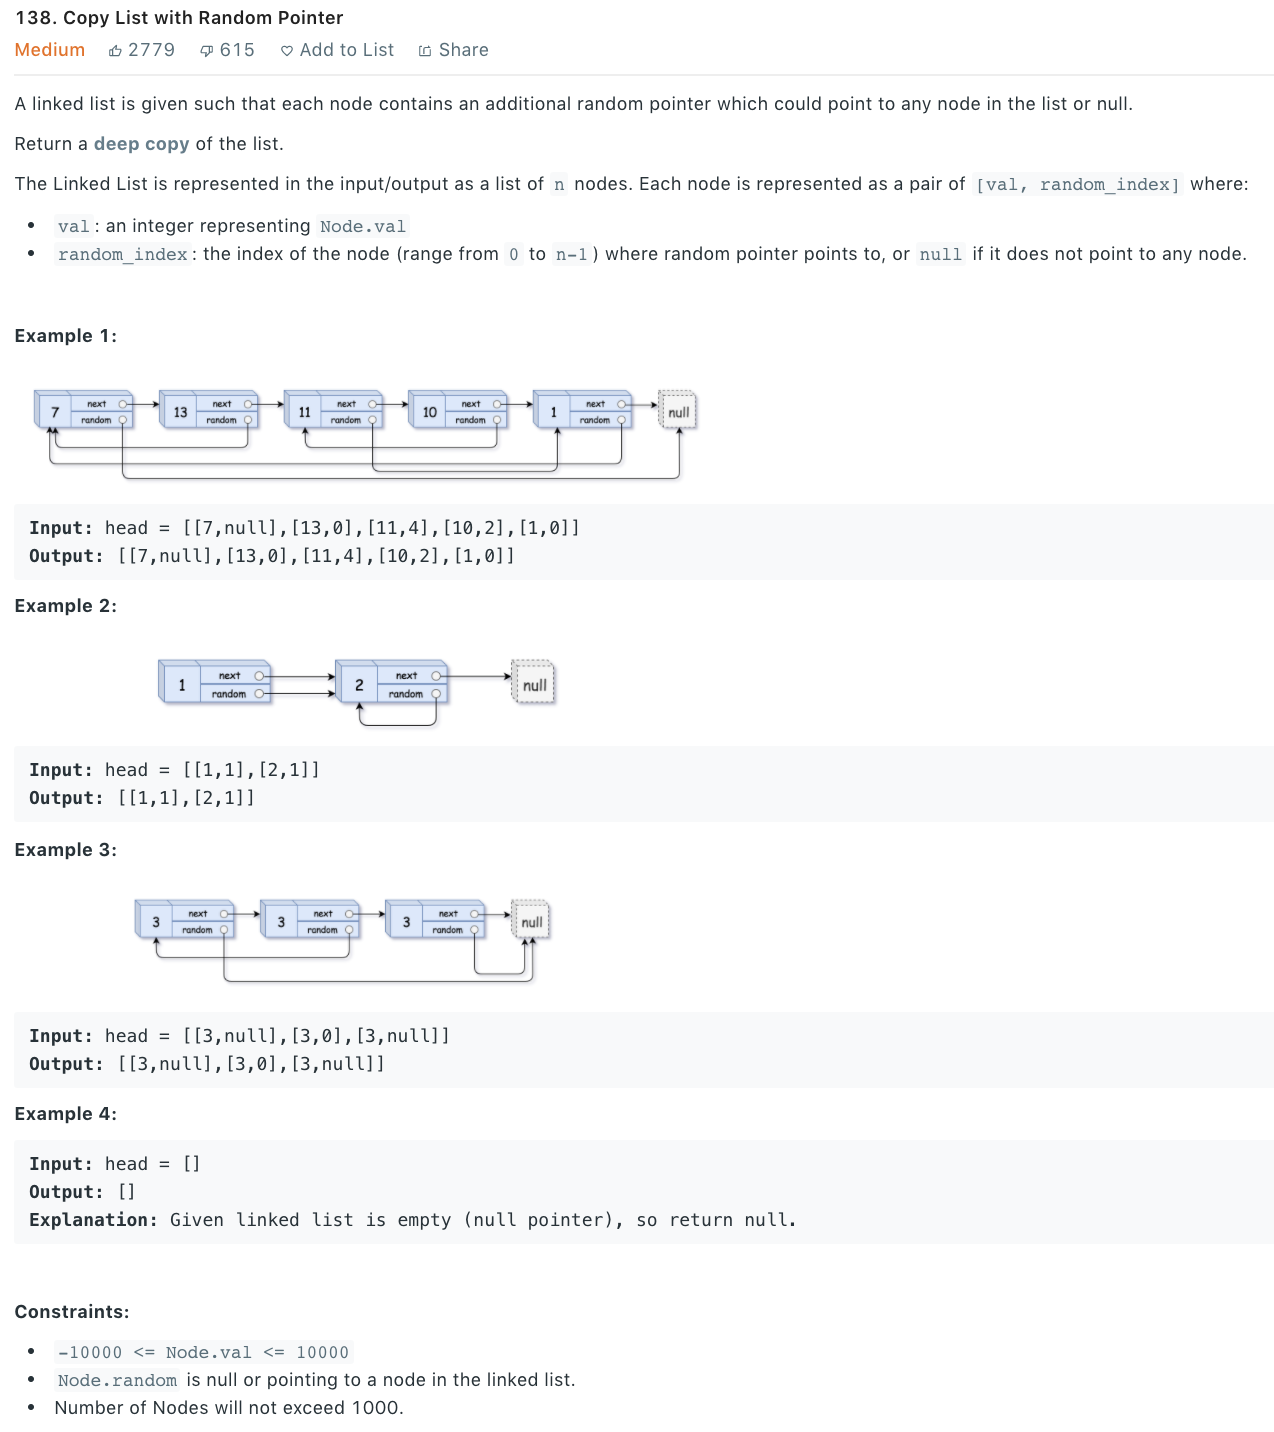 138. Copy List with Random Pointer
Medium 2779 615 Add to List Share
A linked list is given such that each node contains an additional random pointer which could point to any node in the list or null.
Return a deep copy of the list.
The Linked List is represented in the input/output as a list of n nodes. Each node is represented as a pair of [val, random_index] where:
• val: an integer representing Node.val
• random_index: the index of the node (range from 0 to n-1) where random pointer points to, or null if it does not point to any node.
Example 1:
7 next random 13 next random 11 next random 10 next random 1 next random null
Input: head = [[7,null],[13,0],[11,4],[10,2],[1,0]]
Output: [[7,null],[13,0],[11,4],[10,2],[1,0]]
Example 2:
1 next random 2 next random null
Input: head = [[1,1],[2,1]]
Output: [[1,1],[2,1]]
Example 3:
3 next random 3 next random 3 next random null
Input: head = [[3,null],[3,0],[3,null]]
Output: [[3,null],[3,0],[3,null]]
Example 4:
Input: head = []
Output: []
Explanation: Given linked list is empty (null pointer), so return null.
Constraints:
• -10000 <= Node.val <= 10000
• Node.random is null or pointing to a node in the linked list.
• Number of Nodes will not exceed 1000.